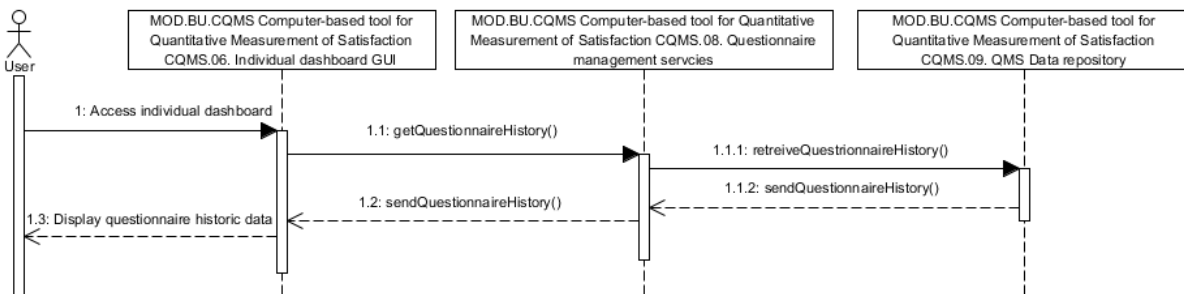 User
MOD.BU.CQMS Computer-based tool for
Quantitative Measurement of Satisfaction
CQMS.06. Individual dashboard GUI
MOD.BU.CQMS Computer-based tool for Quantitative
Measurement of Satisfaction CQMS.08. Questionnaire
management servcies
MOD.BU.CQMS Computer-based tool for
Quantitative Measurement of Satisfaction
CQMS.09. QMS Data repository
1: Access individual dashboard
1.1: getQuestionnaireHistory()
1.1.1: retreiveQuestrionnaireHistory()
1.1.2: sendQuestionnaireHistory()
1.2: sendQuestionnaireHistory()
1.3: Display questionnaire historic data